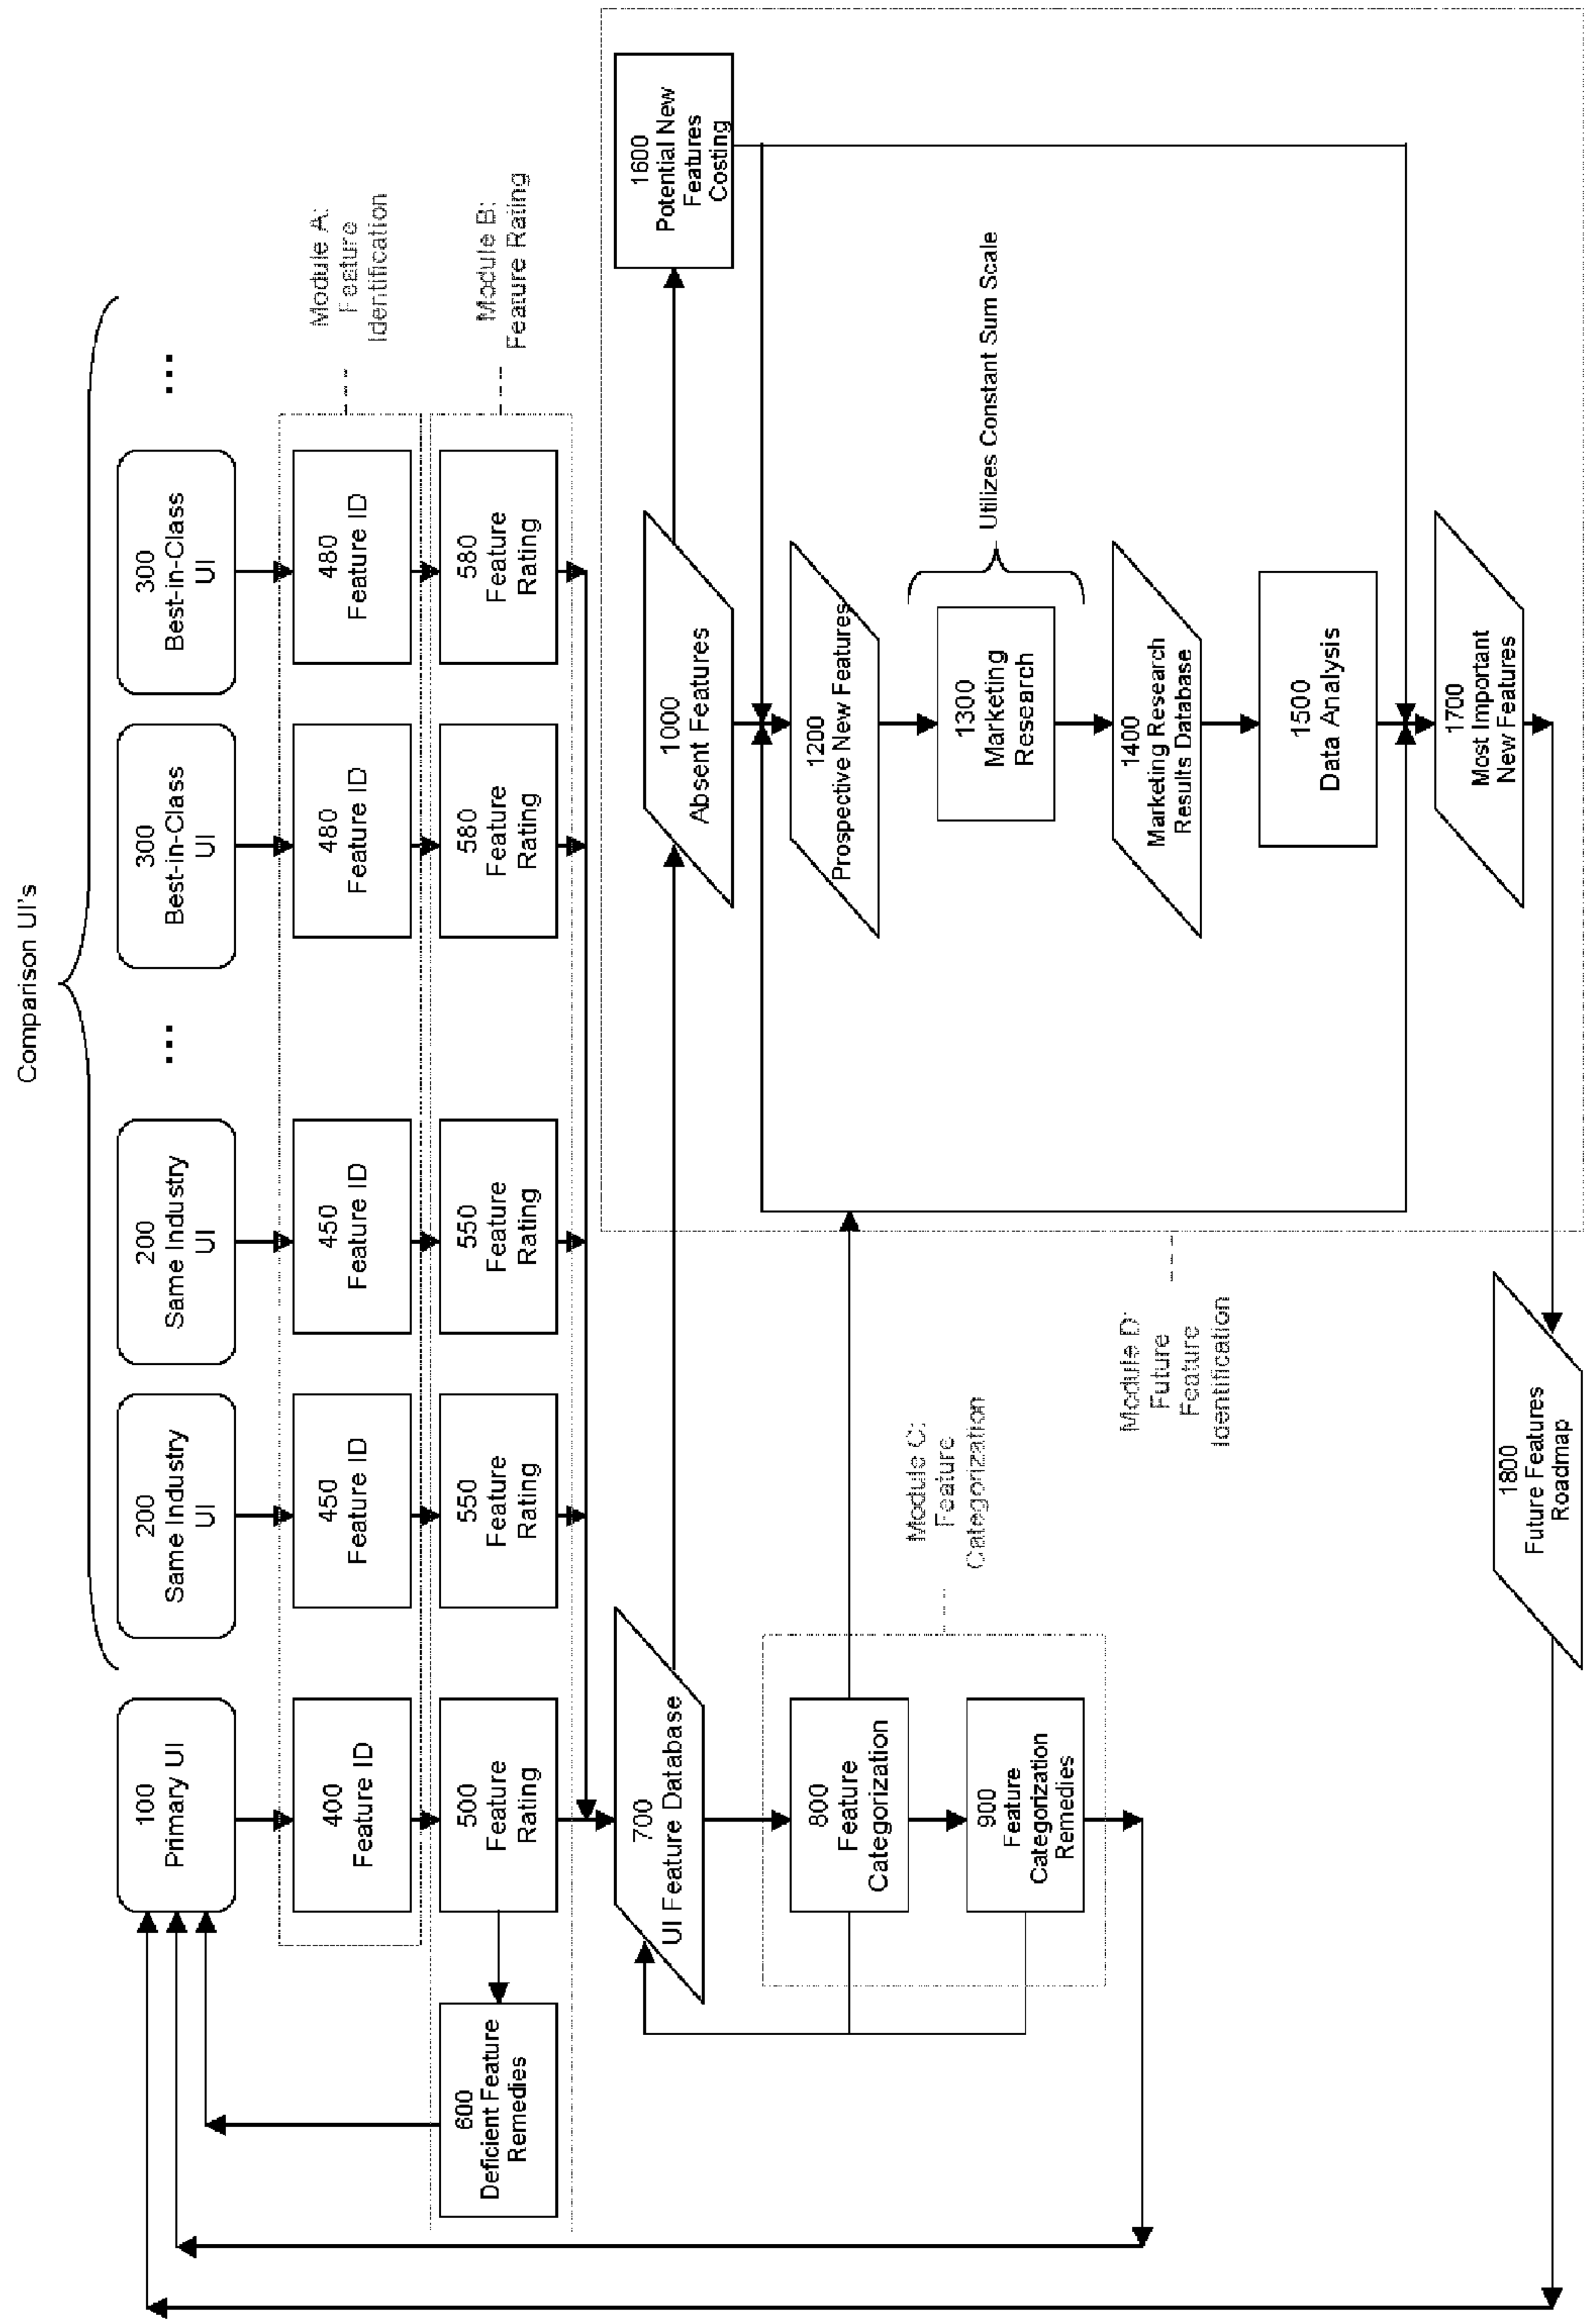 Comparison UI's
100
Primary UI
200
Same Industry
UI
200
Same Industry
UI
...
300
Best-in-Class
UI
300
Best-in-Class
UI
...
400
Feature ID
450
Feature ID
450
Feature ID
480
Feature ID
480
Feature ID
Module A:
Feature
Identification
600
Deficient Feature
Remedies
500
Feature
Rating
550
Feature
Rating
550
Feature
Rating
580
Feature
Rating
580
Feature
Rating
Module B:
Feature Rating
700
UI Feature Database
1000
Absent Features
1600
Potential New
Features
Costing
800
Feature
Categorization
900
Feature
Categorization
Remedies
Module C:
Feature
Categorization
1200
Prospective New Features
1300
Marketing
Research
Utilizes Constant Sum Scale
1400
Marketing Research
Results Database
1500
Data Analysis
Module D:
Future
Feature
Identification
1700
Most Important
New Features
1800
Future Features
Roadmap